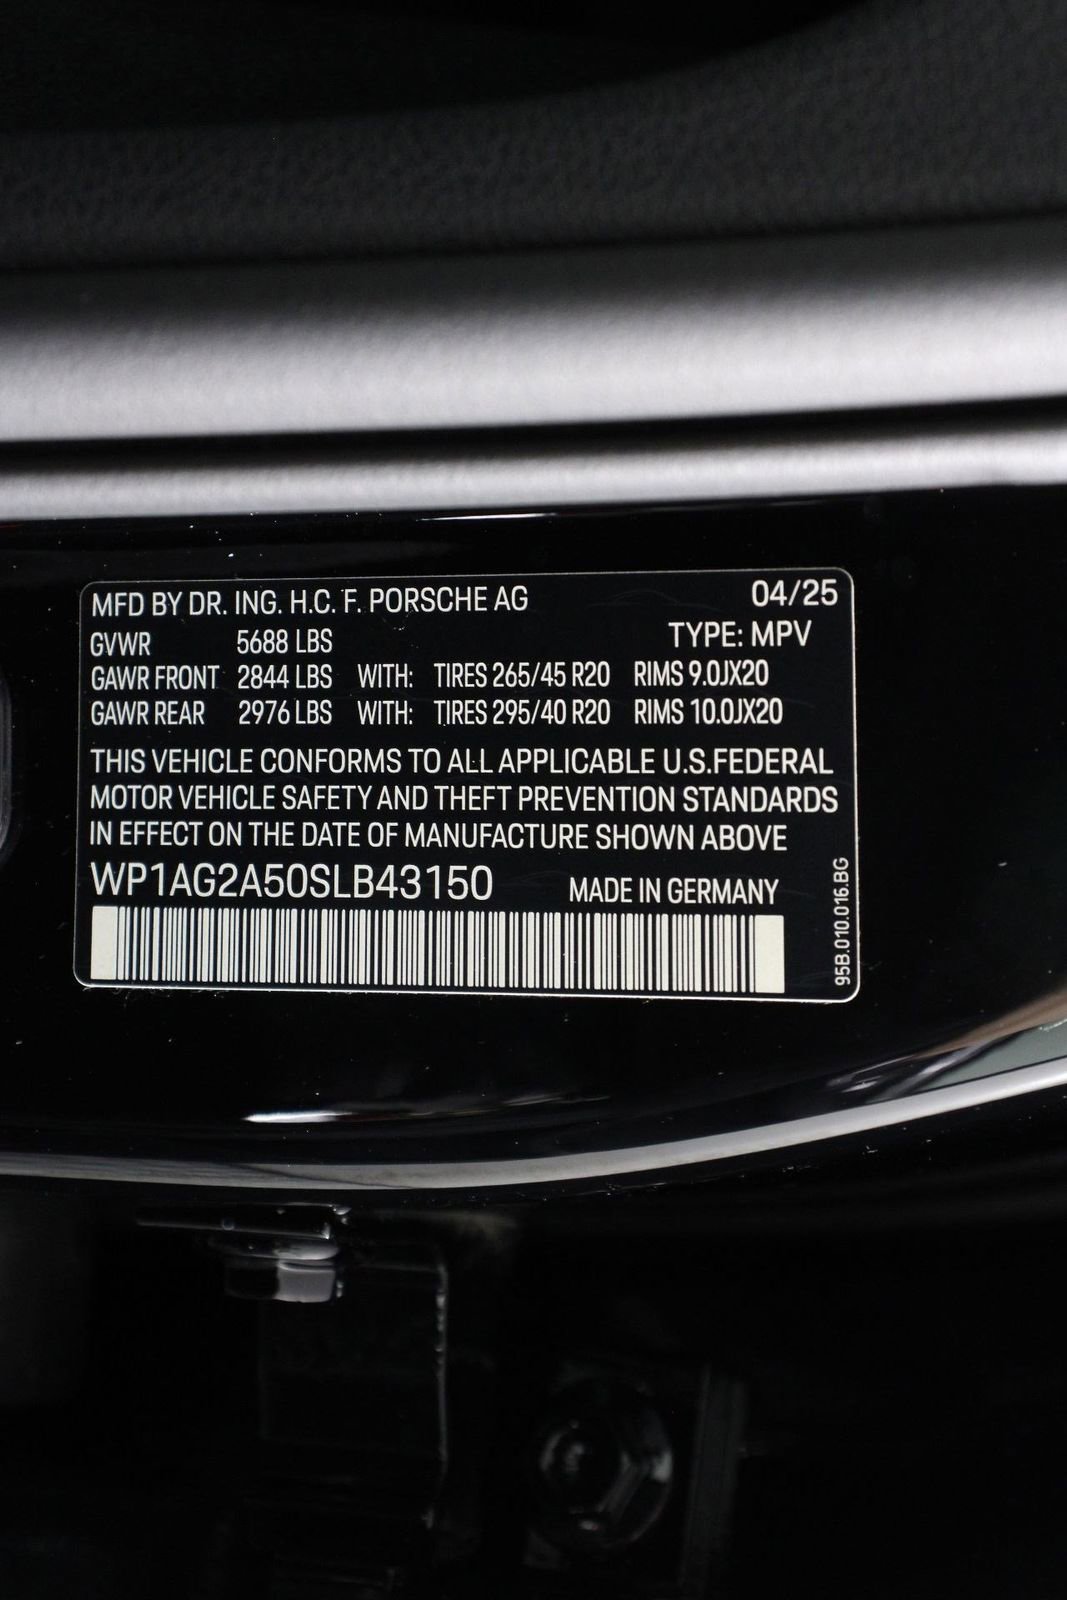 MFD BY DR. ING. H.C. F. PORSCHE AG 04/25
GVWR 5688 LBS TYPE: MPV
GAWR FRONT 2844 LBS WITH: TIRES 265/45 R20 RIMS 9.0JX20
GAWR REAR 2976 LBS WITH: TIRES 295/40 R20 RIMS 10.0JX20
THIS VEHICLE CONFORMS TO ALL APPLICABLE U.S.FEDERAL
MOTOR VEHICLE SAFETY AND THEFT PREVENTION STANDARDS
IN EFFECT ON THE DATE OF MANUFACTURE SHOWN ABOVE
WP1AG2A50SLB43150 MADE IN GERMANY
95B.010.016.BG